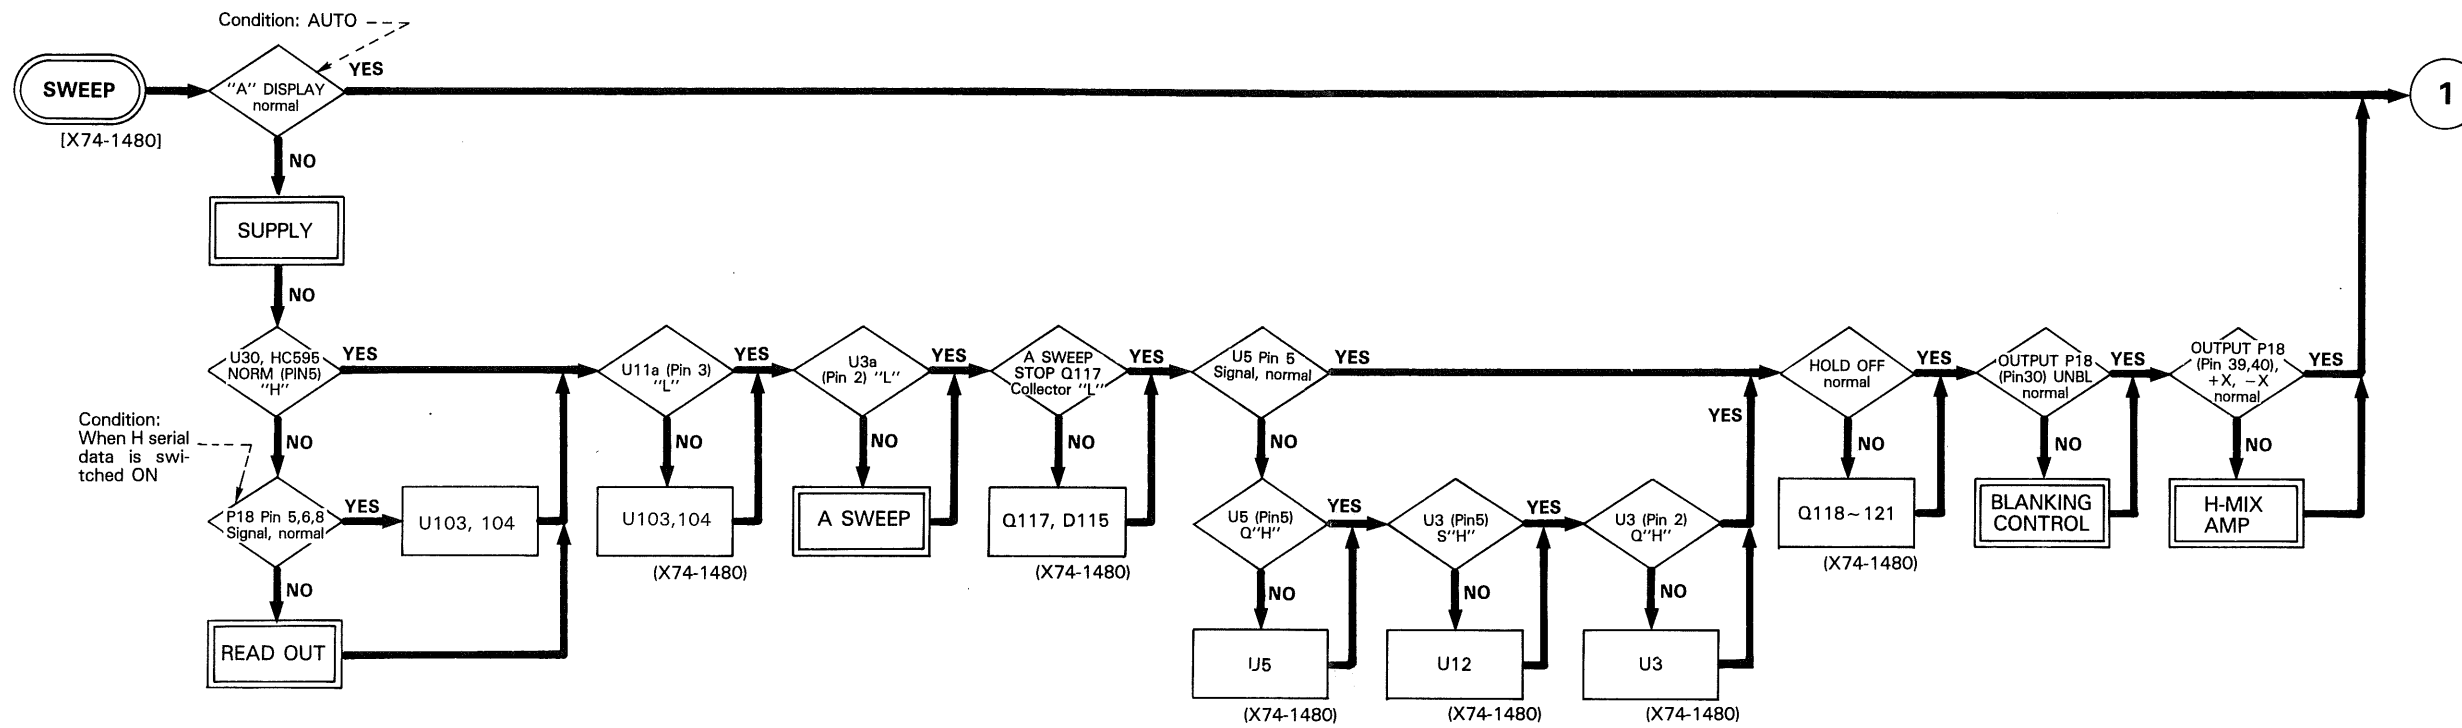 Condition: AUTO
SWEEP
[X74-1480]
"A" DISPLAY
normal
YES
1
NO
SUPPLY
NO
U30, HC595
NORM (PIN5)
"H"
YES
NO
Condition:
When H serial
data is swi-
tched ON
P18 Pin 5,6,8
Signal, normal
YES
U103, 104
NO
READ OUT
U11a (Pin 3)
"L"
YES
NO
U103,104
(X74-1480)
U3a
(Pin 2) "L"
YES
NO
A SWEEP
A SWEEP
STOP Q117
Collector "L"
YES
NO
Q117, D115
(X74-1480)
U5 Pin 5
Signal, normal
YES
NO
U5 (Pin5)
Q"H"
YES
NO
U5
(X74-1480)
U3 (Pin5)
S"H"
YES
NO
U12
(X74-1480)
U3 (Pin 2)
Q"H"
YES
NO
U3
(X74-1480)
HOLD OFF
normal
YES
NO
Q118~121
(X74-1480)
OUTPUT P18
(Pin30) UNBL
normal
YES
NO
BLANKING
CONTROL
OUTPUT P18
(Pin 39,40),
+X, −X
normal
YES
NO
H-MIX
AMP